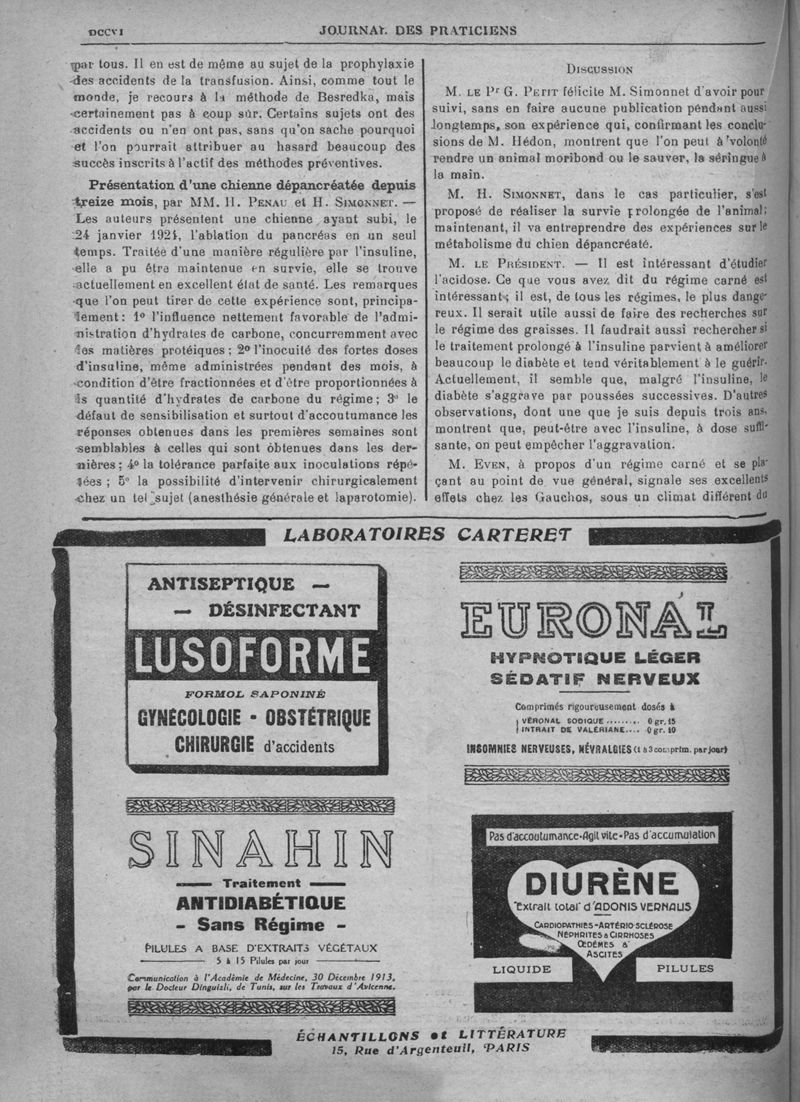 DCCVI
JOURNAL DES PRATICIENS
par tous. Il en est de même au sujet de la prophylaxie
des accidents de la transfusion. Ainsi, comme tout le
monde, je recours à la méthode de Besredka, mais
certainement pas à coup sûr. Certains sujets ont des
accidents ou n'en ont pas, sans qu'on sache pourquoi
et l'on pourrait attribuer au hasard beaucoup des
succès inscrits à l'actif des méthodes préventives.
Présentation d'une chienne dépancréatée depuis
treize mois, par MM. H. PENAU et H. SIMONNET. —
Les auteurs présentent une chienne ayant subi, le
24 janvier 1924, l'ablation du pancréas en un seul
temps. Traitée d'une manière régulière par l'insuline,
elle a pu être maintenue en survie, elle se trouve
actuellement en excellent état de santé. Les remarques
que l'on peut tirer de cette expérience sont, principa-
lement : 1º l'influence nettement favorable de l'admi-
nistration d'hydrates de carbone, concurremment avec
les matières protéiques ; 2º l'inocuité des fortes doses
d'insuline, même administrées pendant des mois, à
condition d'être fractionnées et d'être proportionnées à
la quantité d'hydrates de carbone du régime ; 3º le
défaut de sensibilisation et surtout d'accoutumance les
réponses obtenues dans les premières semaines sont
semblables à celles qui sont obtenues dans les der-
nières ; 4º la tolérance parfaite aux inoculations répé-
tées ; 5º la possibilité d'intervenir chirurgicalement
chez un tel sujet (anesthésie générale et laparotomie).
DISCUSSION
M. LE Pr G. PETIT félicite M. Simonnet d'avoir pour
suivi, sans en faire aucune publication pendant aussi
longtemps, son expérience qui, confirmant les conclu-
sions de M. Hédon, montrent que l'on peut à volonté
rendre un animal moribond ou le sauver, la séringue à
la main.
M. H. SIMONNET, dans le cas particulier, s'est
proposé de réaliser la survie prolongée de l'animal;
maintenant, il va entreprendre des expériences sur le
métabolisme du chien dépancréaté.
M. LE PRÉSIDENT. — Il est intéressant d'étudier
l'acidose. Ce que vous avez dit du régime carné est
intéressant; il est, de tous les régimes, le plus dange-
reux. Il serait utile aussi de faire des recherches sur
le régime des graisses. Il faudrait aussi rechercher si
le traitement prolongé à l'insuline parvient à améliorer
beaucoup le diabète et tend véritablement à le guérir.
Actuellement, il semble que, malgré l'insuline, le
diabète s'aggrave par poussées successives. D'autres
observations, dont une que je suis depuis trois ans,
montrent que, peut-être avec l'insuline, à dose suffi-
sante, on peut empêcher l'aggravation.
M. EVEN, à propos d'un régime carné et se pla-
çant au point de vue général, signale ses excellents
effets chez les Gauchos, sous un climat différent du
LABORATOIRES CARTERET
ANTISEPTIQUE —
— DÉSINFECTANT
LUSOFORME
FORMOL SAPONINÉ
GYNÉCOLOGIE - OBSTÉTRIQUE
CHIRURGIE d'accidents
EURONAL
HYPNOTIQUE LÉGER
SÉDATIF NERVEUX
Comprimés rigoureusement dosés à
VÉRONAL SODIQUE ......... 0 gr. 15
INTRAIT DE VALÉRIANE.... 0 gr. 10
INSOMNIES NERVEUSES, NÉVRALGIES (1 à 3 comprim. par jour)
SINAHIN
Traitement
ANTIDIABÉTIQUE
- Sans Régime -
PILULES A BASE D'EXTRAITS VÉGÉTAUX
5 à 15 Pilules par jour
Communication à l'Académie de Médecine, 30 Décembre 1913,
par le Docteur Dinguizli, de Tunis, sur les Travaux d'Avicenne.
Pas d'accoutumance-Agit vite-Pas d'accumulation
DIURÈNE
Extrait total d'ADONIS VERNALIS
CARDIOPATHIES-ARTÉRIO-SCLÉROSE
NÉPHRITES & CIRRHOSES
ŒDÈMES &
ASCITES
LIQUIDE
PILULES
ÉCHANTILLONS et LITTÉRATURE
15, Rue d'Argenteuil, PARIS